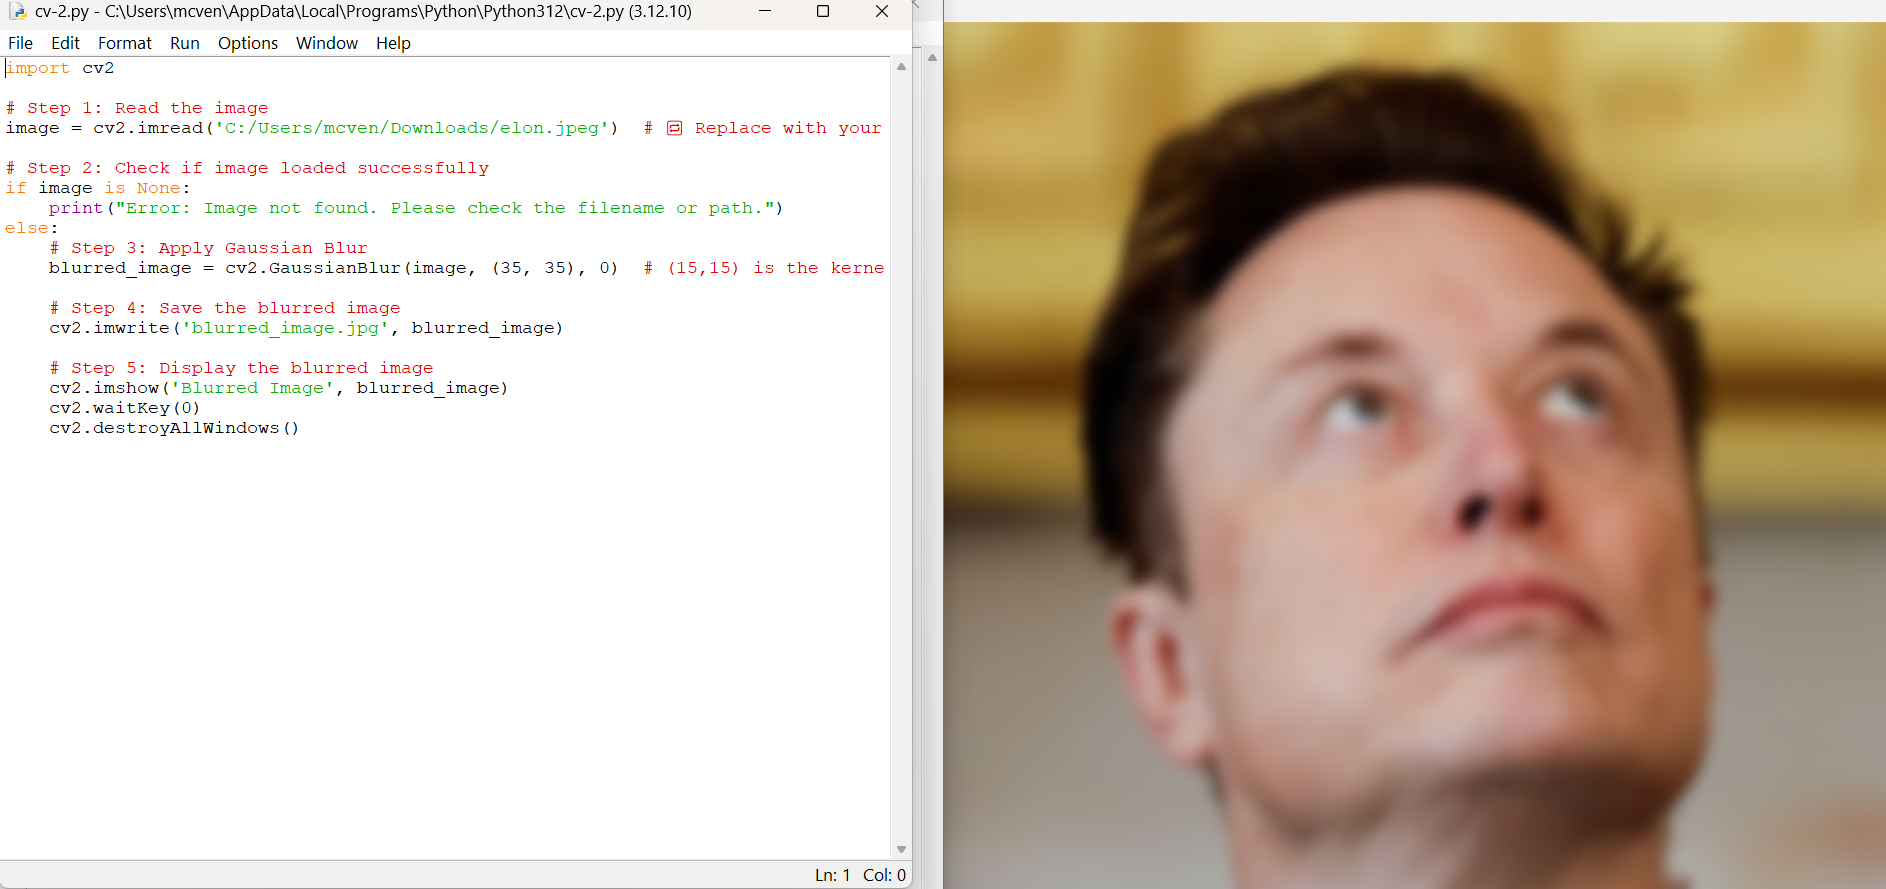 cv-2.py - C:\Users\mcven\AppData\Local\Programs\Python\Python312\cv-2.py (3.12.10)
File Edit Format Run Options Window Help
import cv2
# Step 1: Read the image
image = cv2.imread('C:/Users/mcven/Downloads/elon.jpeg')  # 🔁 Replace with your
# Step 2: Check if image loaded successfully
if image is None:
    print("Error: Image not found. Please check the filename or path.")
else:
    # Step 3: Apply Gaussian Blur
    blurred_image = cv2.GaussianBlur(image, (35, 35), 0)  # (15,15) is the kerne
    # Step 4: Save the blurred image
    cv2.imwrite('blurred_image.jpg', blurred_image)
    # Step 5: Display the blurred image
    cv2.imshow('Blurred Image', blurred_image)
    cv2.waitKey(0)
    cv2.destroyAllWindows()
Ln: 1 Col: 0